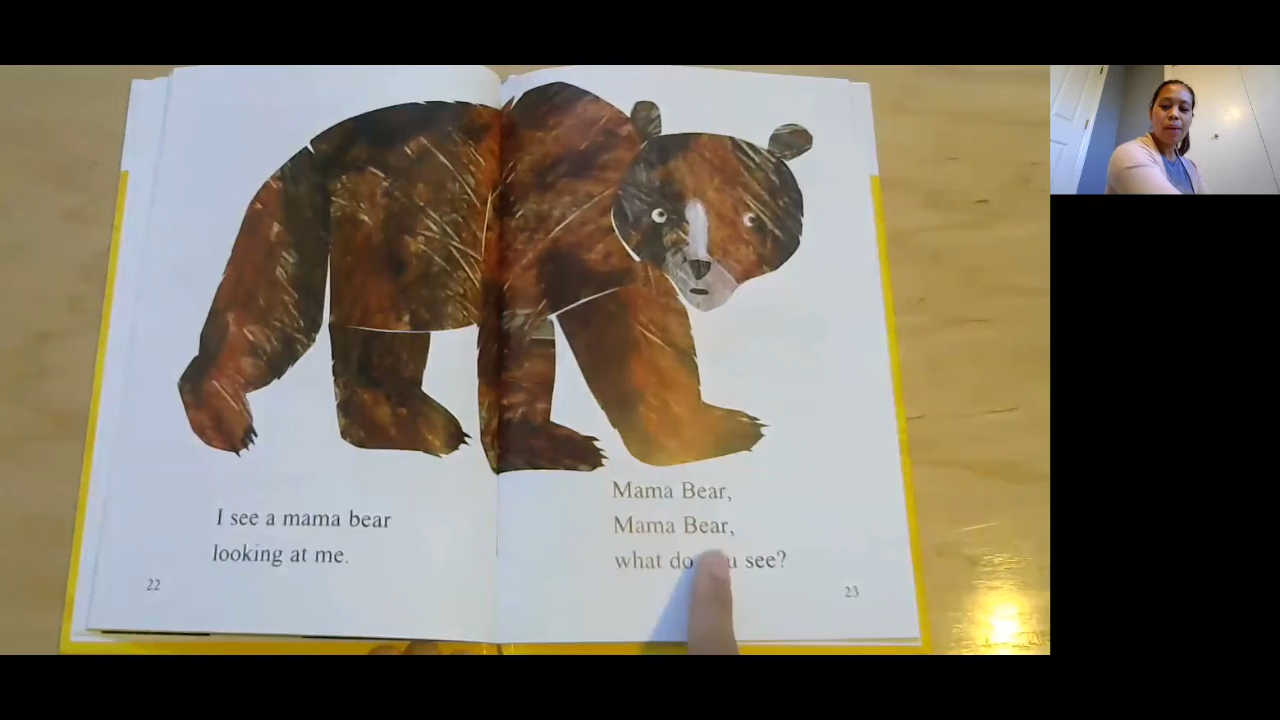 I see a mama bear
looking at me.
22
Mama Bear,
Mama Bear,
what do see?
23